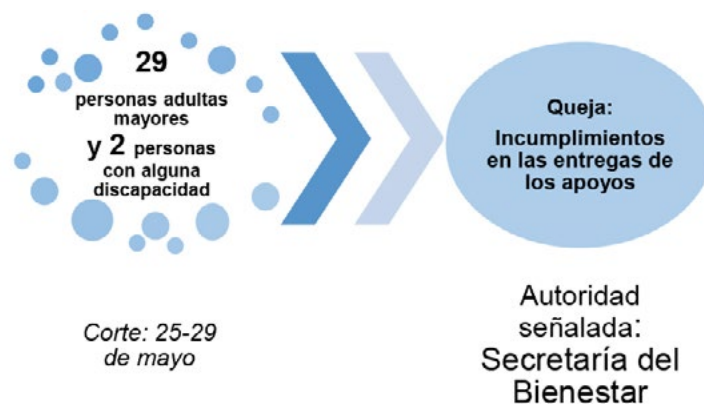 29
personas adultas
mayores
y 2 personas
con alguna
discapacidad
Queja:
Incumplimientos
en las entregas de
los apoyos
Corte: 25-29
de mayo
Autoridad
señalada:
Secretaría del
Bienestar